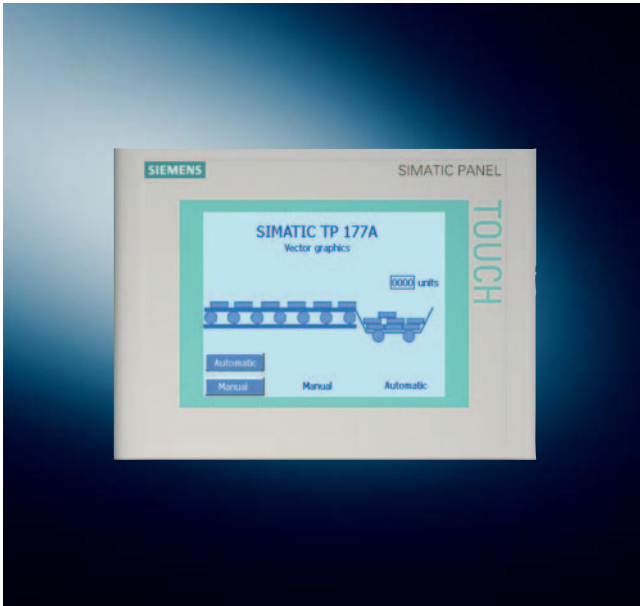 SIEMENS
SIMATIC PANEL
TOUCH
SIMATIC TP 177A
Vector graphics
0000 units
Automatic
Manual
Manual
Automatic